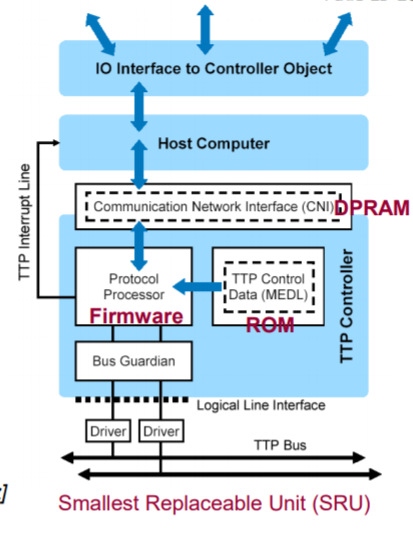 IO Interface to Controller Object
Host Computer
TTP Interrupt Line
Communication Network Interface (CNI)
DPRAM
Protocol
Processor
Firmware
TTP Control
Data (MEDL)
ROM
TTP Controller
Bus Guardian
Logical Line Interface
Driver
Driver
TTP Bus
Smallest Replaceable Unit (SRU)